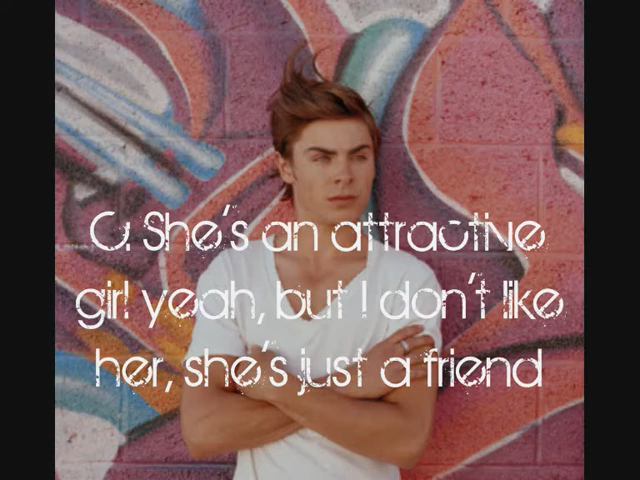 C. She's an attractive
girl yeah, but I don't like
her, she's just a friend